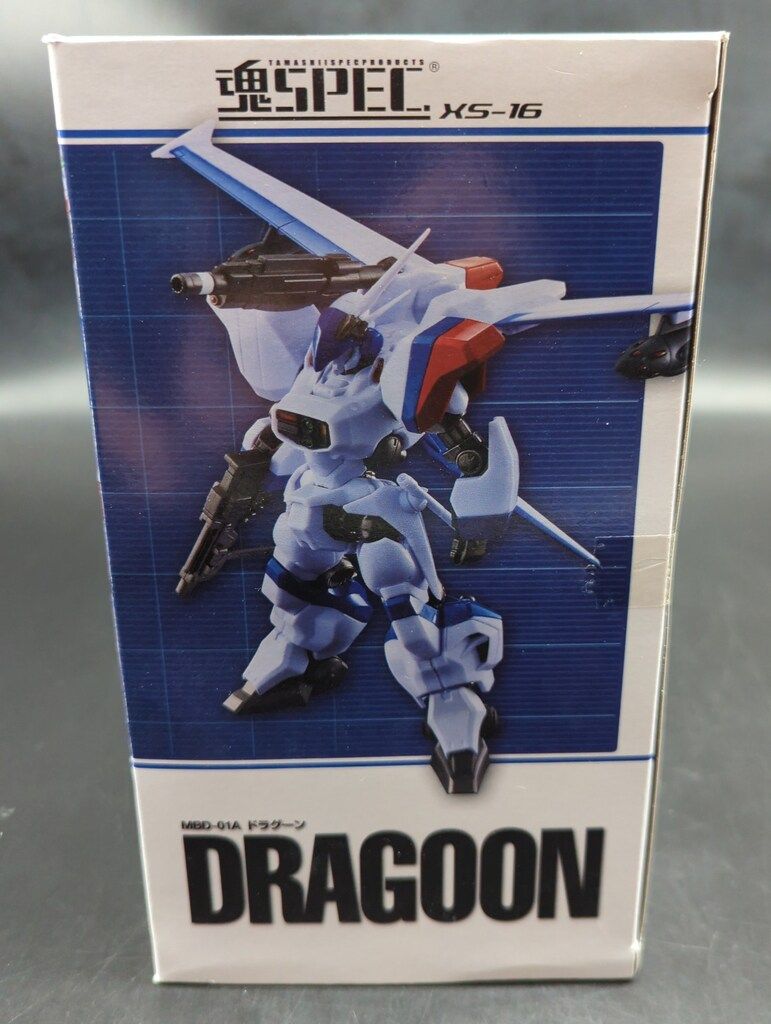 TAMASHIISPECPRODUCTS
魂SPEC® XS-16
MBD-01A ドラグーン
DRAGOON